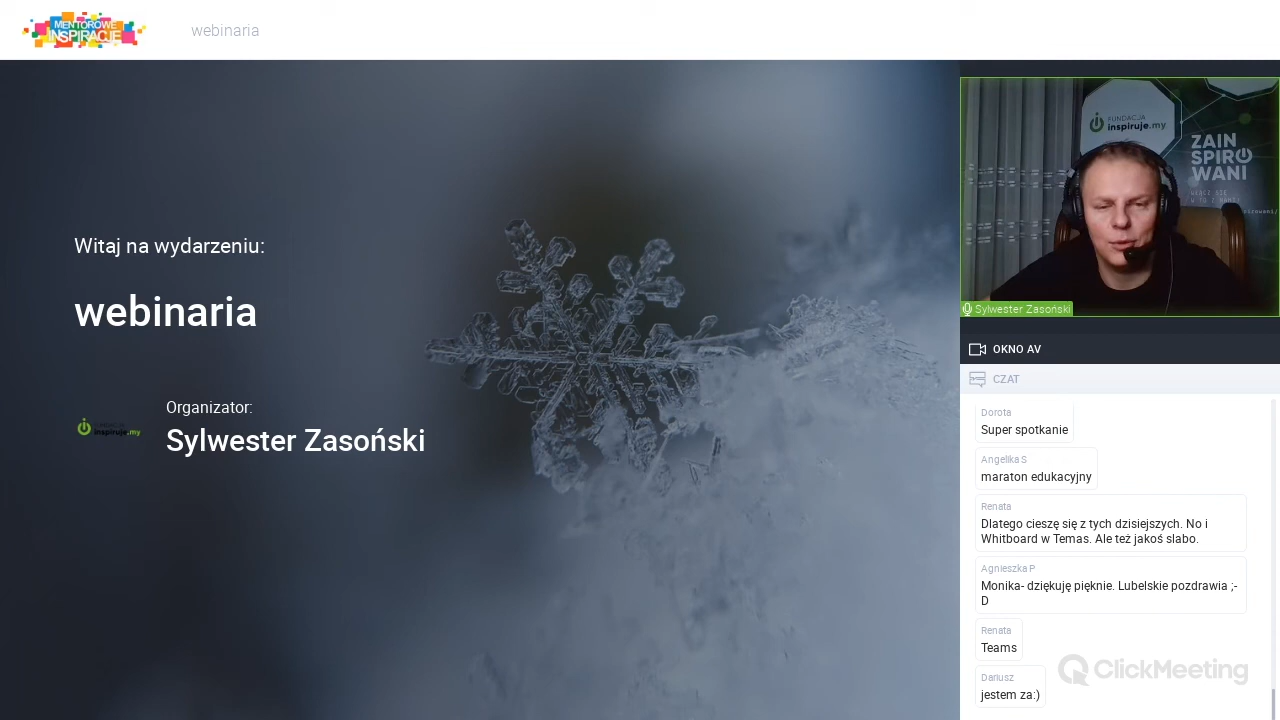 MENTOROWE
INSPIRACJE
webinaria
Witaj na wydarzeniu:
webinaria
Organizator:
Sylwester Zasoński
FUNDACJA
inspiruje.my
FUNDACJA
inspiruje.my
ZAIN
SPIRO
WANI
Sylwester Zasoński
OKNO AV
CZAT
Dorota
Super spotkanie
Angelika S
maraton edukacyjny
Renata
Dlatego cieszę się z tych dzisiejszych. No i
Whitboard w Temas. Ale też jakoś slabo.
Agnieszka P
Monika- dziękuję pięknie. Lubelskie pozdrawia ;-
D
Renata
Teams
Dariusz
jestem za:)
ClickMeeting